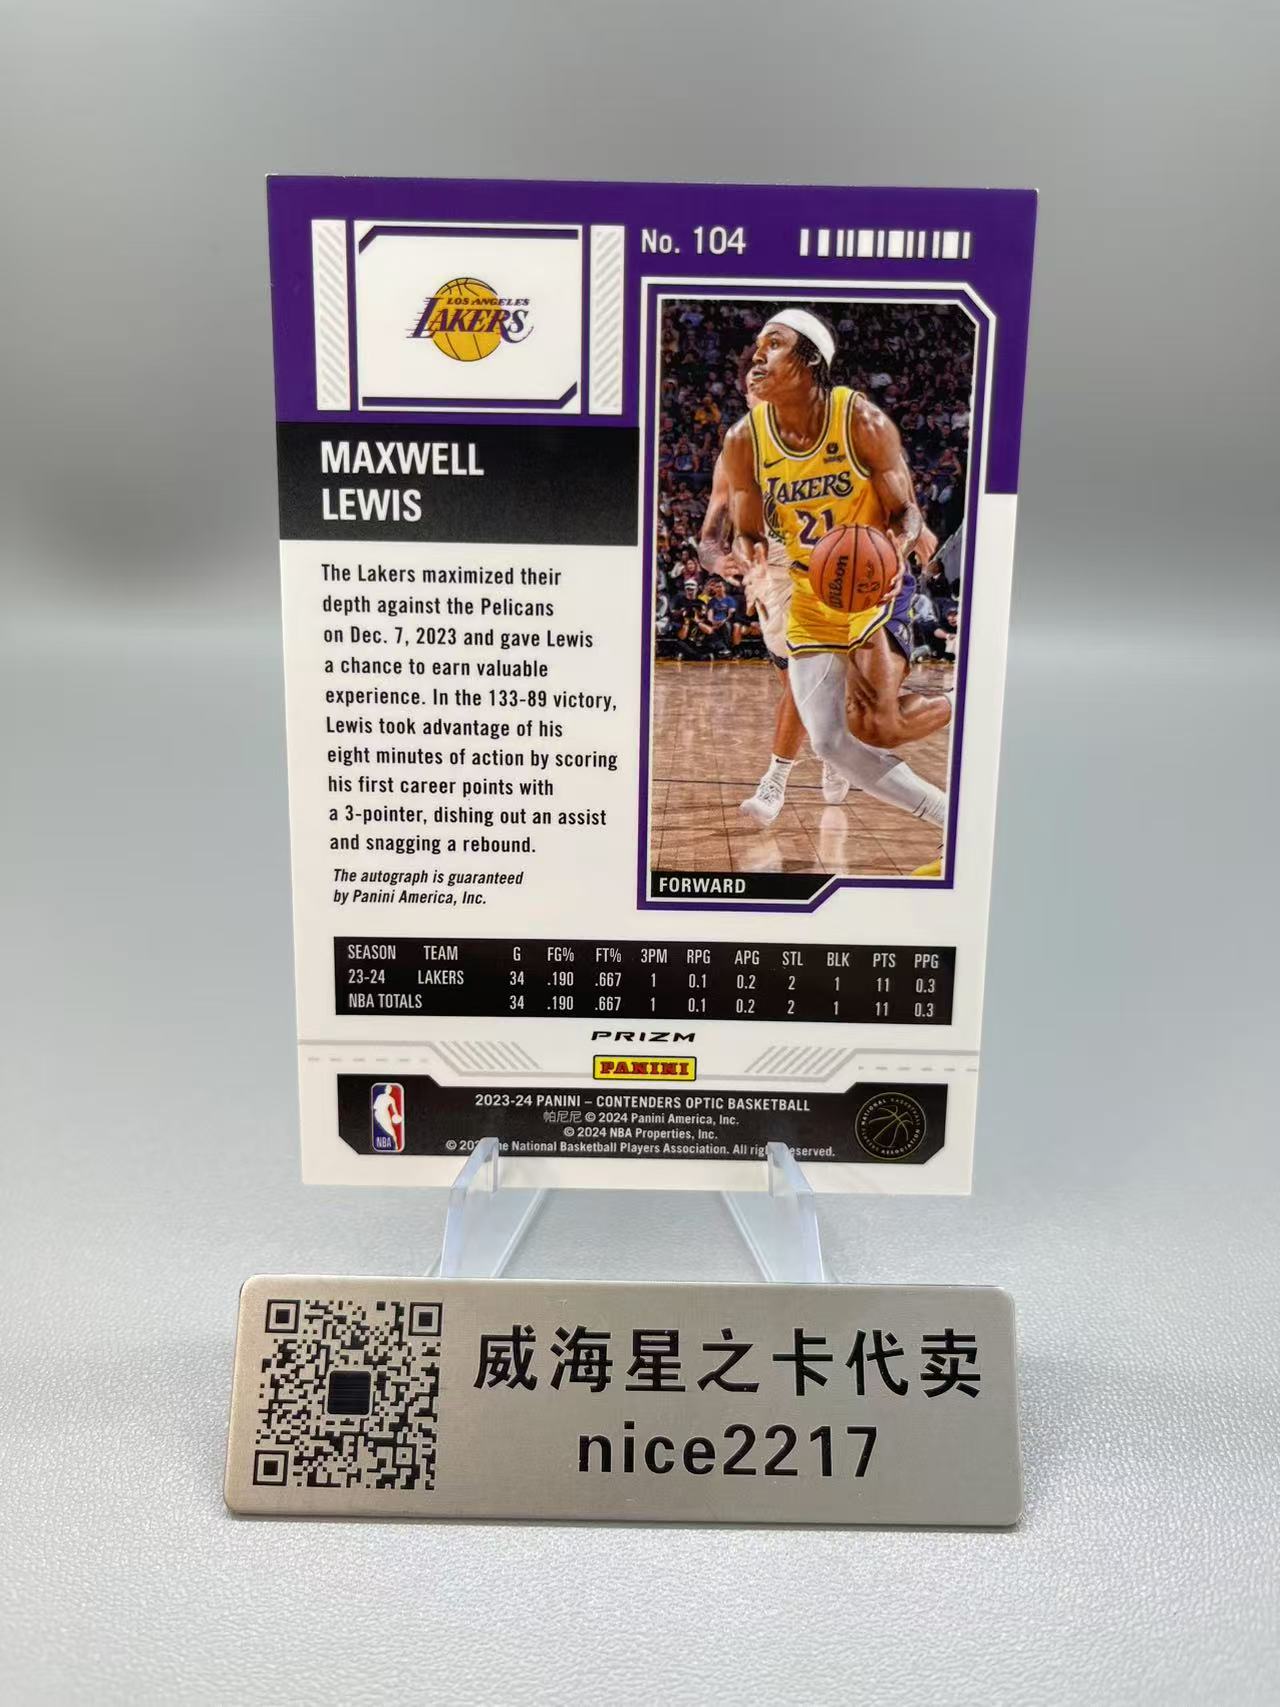 No. 104
LOS ANGELES
LAKERS
MAXWELL
LEWIS
LAKERS
21
Wilson
The Lakers maximized their
depth against the Pelicans
on Dec. 7, 2023 and gave Lewis
a chance to earn valuable
experience. In the 133-89 victory,
Lewis took advantage of his
eight minutes of action by scoring
his first career points with
a 3-pointer, dishing out an assist
and snagging a rebound.
The autograph is guaranteed
by Panini America, Inc.
FORWARD
SEASON TEAM G FG% FT% 3PM RPG APG STL BLK PTS PPG
23-24 LAKERS 34 .190 .667 1 0.1 0.2 2 1 11 0.3
NBA TOTALS 34 .190 .667 1 0.1 0.2 2 1 11 0.3
PRIZM
PANINI
2023-24 PANINI – CONTENDERS OPTIC BASKETBALL
帕尼尼 © 2024 Panini America, Inc.
© 2024 NBA Properties, Inc.
© National Basketball Players Association. All
NBA
NATIONAL BASKETBALL PLAYERS ASSOCIATION
威海星之卡代卖
nice2217